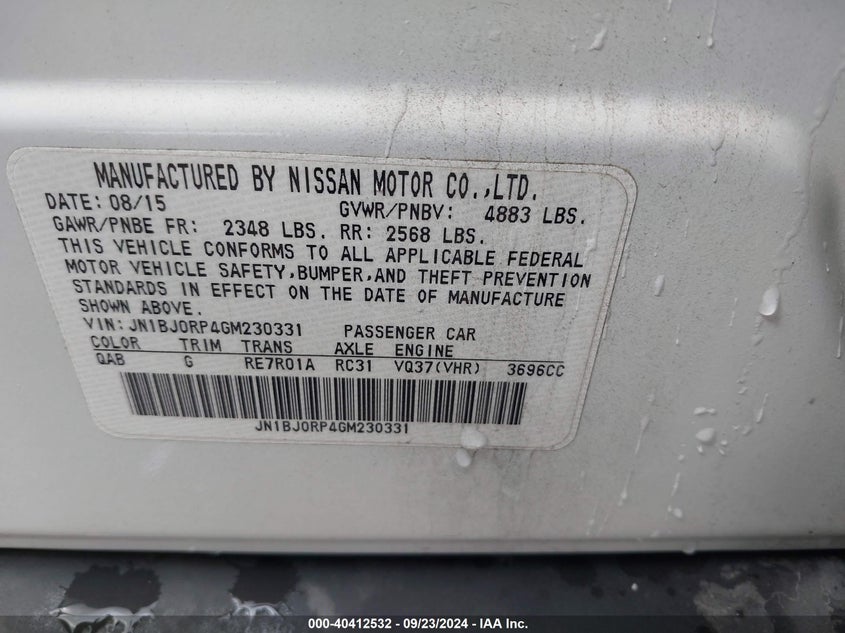 MANUFACTURED BY NISSAN MOTOR CO.,LTD.
DATE: 08/15 GVWR/PNBV: 4883 LBS.
GAWR/PNBE FR: 2348 LBS. RR: 2568 LBS.
THIS VEHICLE CONFORMS TO ALL APPLICABLE FEDERAL
MOTOR VEHICLE SAFETY,BUMPER,AND THEFT PREVENTION
STANDARDS IN EFFECT ON THE DATE OF MANUFACTURE
SHOWN ABOVE.
VIN: JN1BJ0RP4GM230331 PASSENGER CAR
COLOR TRIM TRANS AXLE ENGINE
QAB G RE7R01A RC31 VQ37(VHR) 3696CC
JN1BJ0RP4GM230331
000-40412532 - 09/23/2024 - IAA Inc.